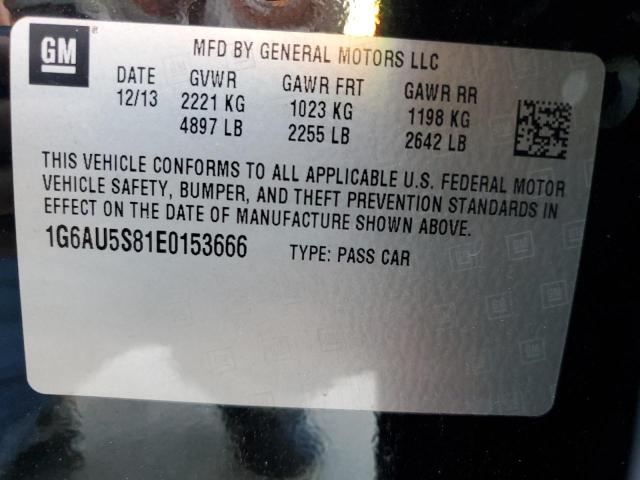 GM
MFD BY GENERAL MOTORS LLC
DATE GVWR GAWR FRT GAWR RR
12/13 2221 KG 1023 KG 1198 KG
4897 LB 2255 LB 2642 LB
THIS VEHICLE CONFORMS TO ALL APPLICABLE U.S. FEDERAL MOTOR
VEHICLE SAFETY, BUMPER, AND THEFT PREVENTION STANDARDS IN
EFFECT ON THE DATE OF MANUFACTURE SHOWN ABOVE.
1G6AU5S81E0153666 TYPE: PASS CAR